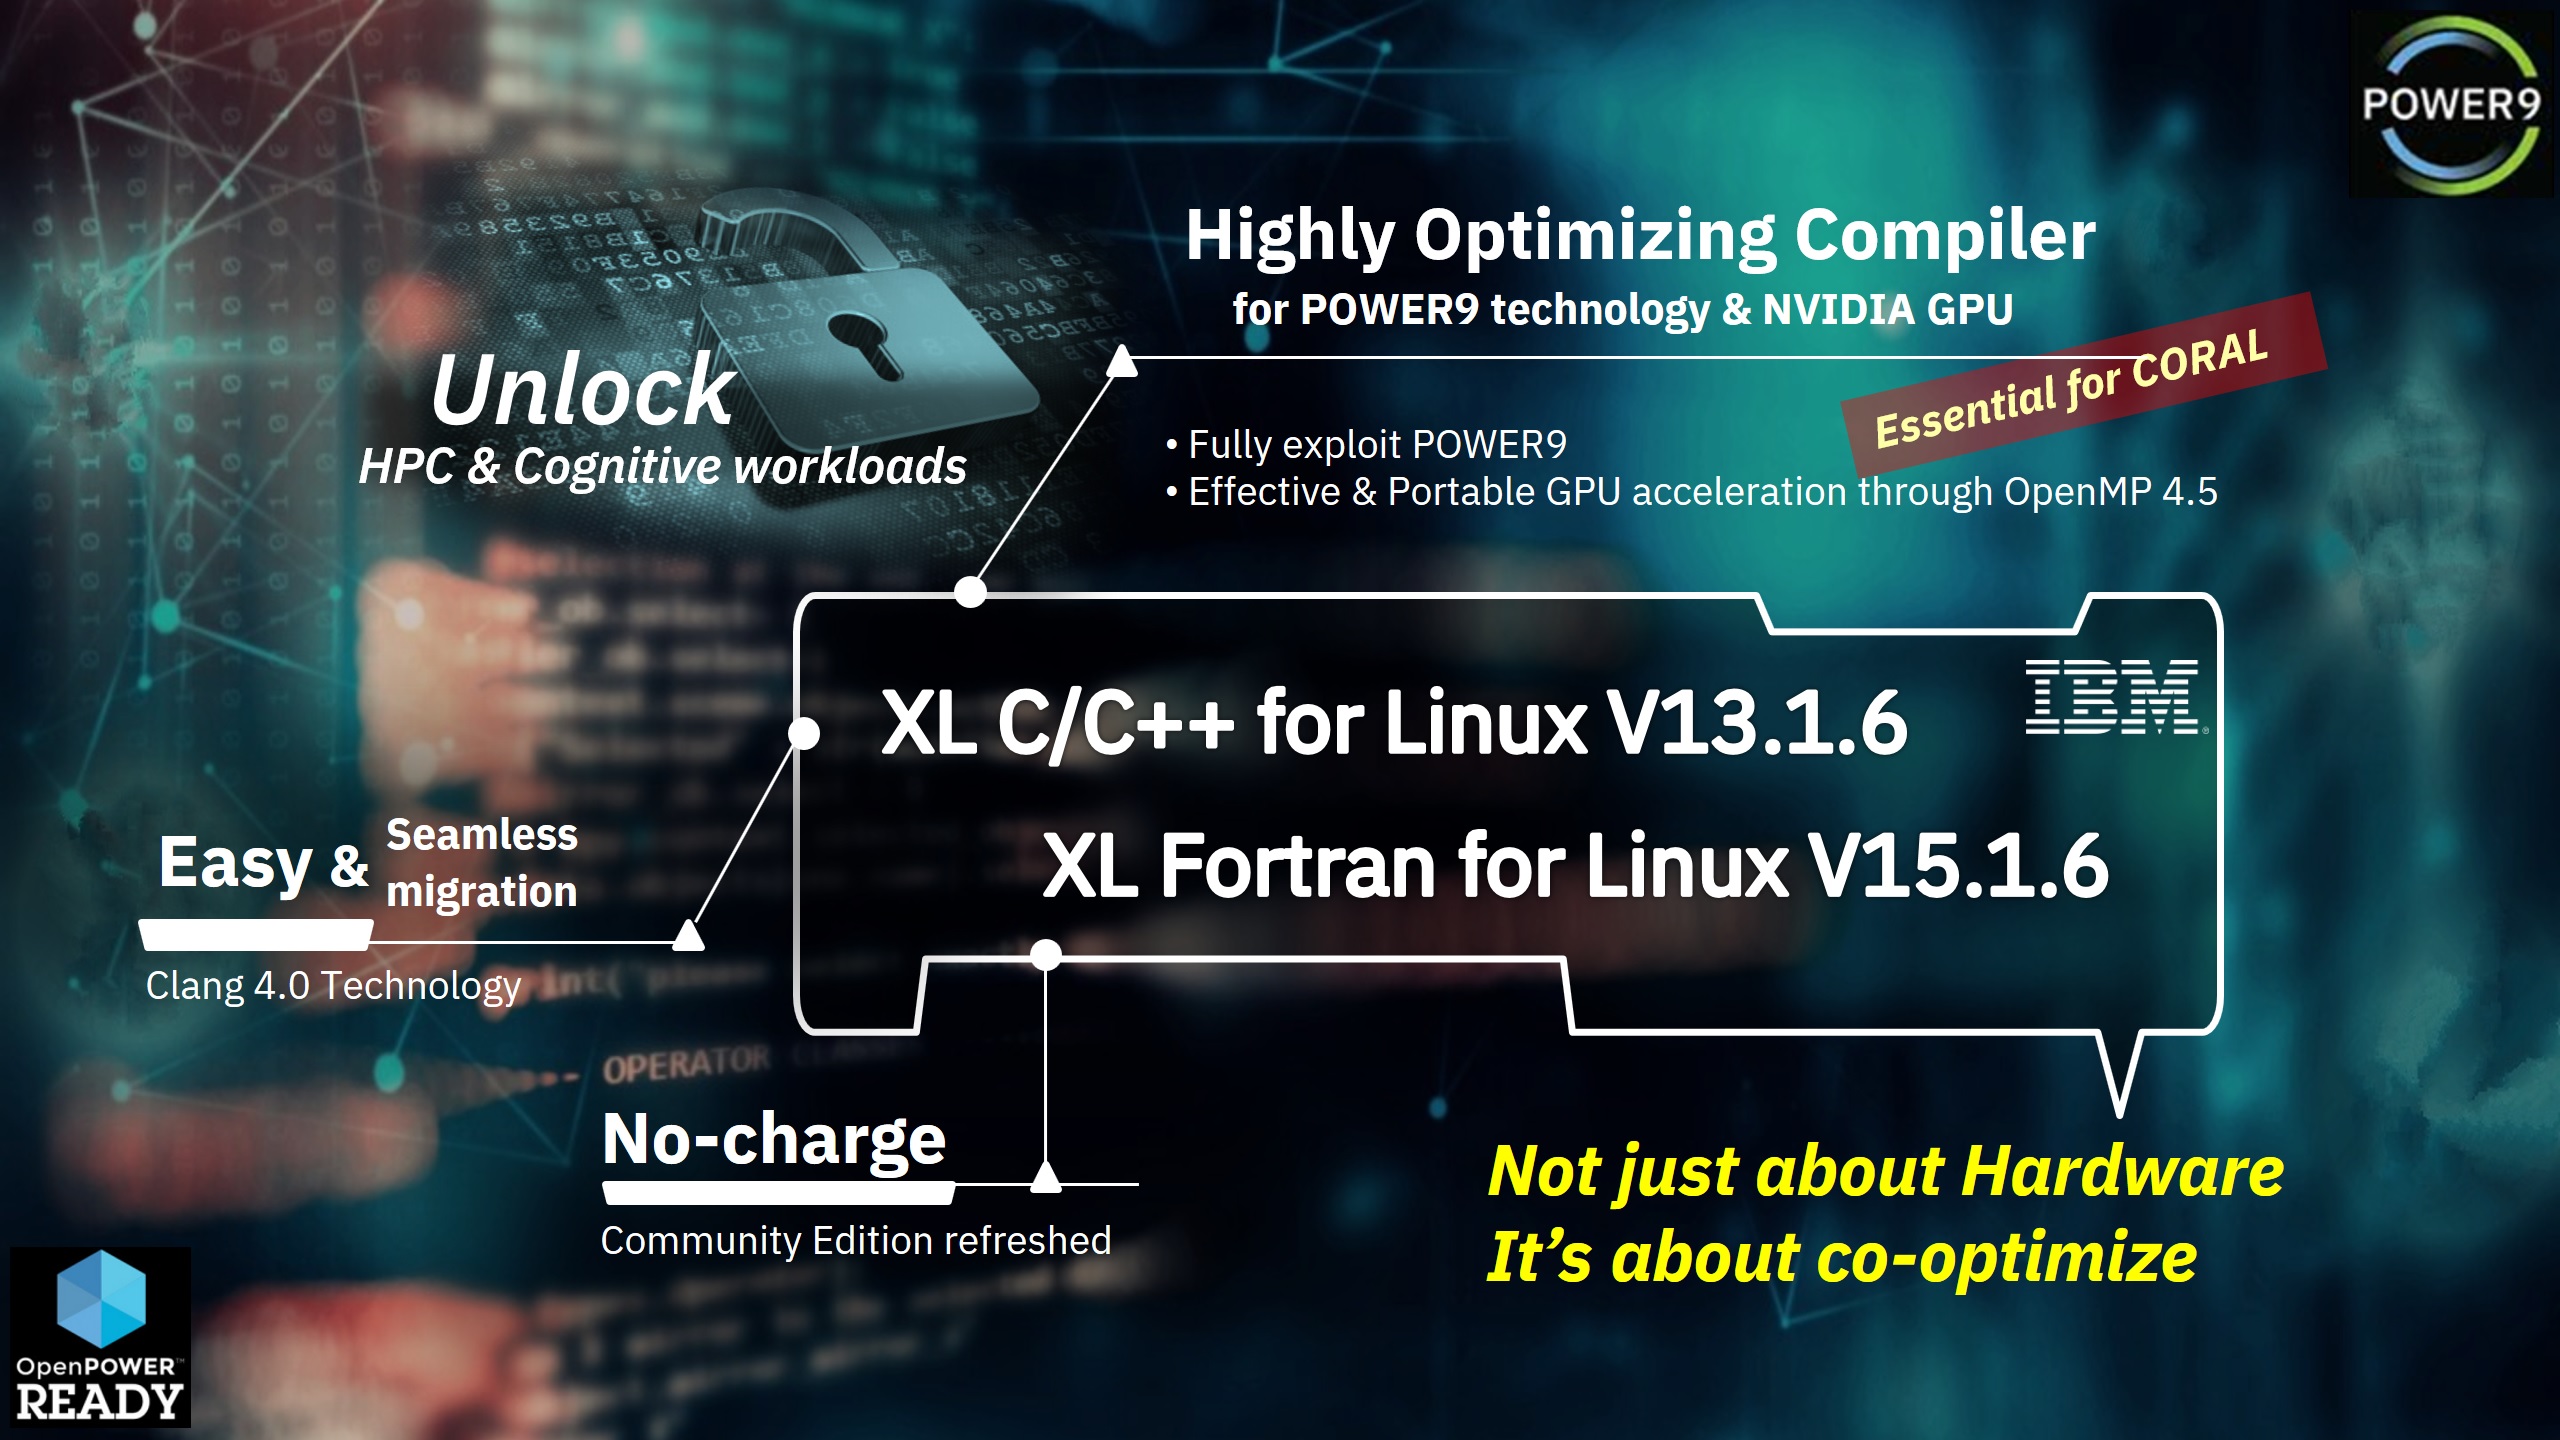 POWER9
Highly Optimizing Compiler
for POWER9 technology & NVIDIA GPU
Essential for CORAL
Unlock
HPC & Cognitive workloads
• Fully exploit POWER9
• Effective & Portable GPU acceleration through OpenMP 4.5
IBM®
XL C/C++ for Linux V13.1.6
XL Fortran for Linux V15.1.6
Easy & Seamless
migration
Clang 4.0 Technology
OPERATOR
No-charge
Community Edition refreshed
Not just about Hardware
It’s about co-optimize
OpenPOWER™
READY